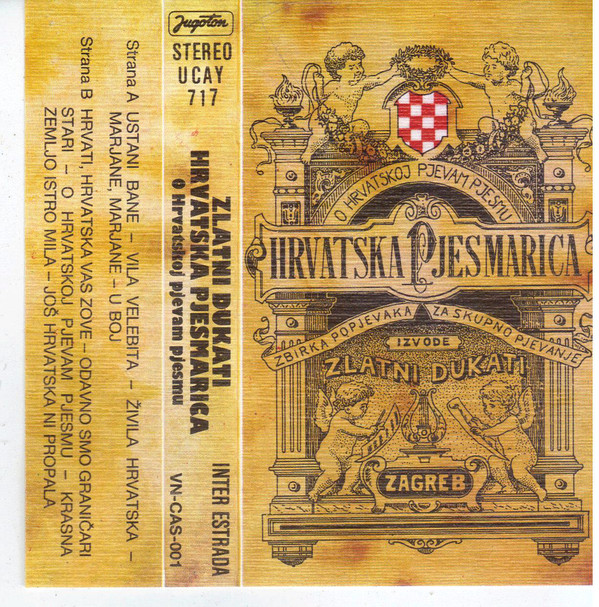 Strana A USTANI BANE – VILA VELEBITA – ŽIVILA HRVATSKA –
MARJANE, MARJANE – U BOJ
Strana B HRVATI, HRVATSKA VAS ZOVE – ODAVNO SMO GRANIČARI
STARI – O HRVATSKOJ PJEVAM PJESMU – KRASNA
ZEMLJO ISTRO MILA – JOŠ HRVATSKA NI PROPALA
Jugoton
STEREO
UCAY
717
ZLATNI DUKATI
HRVATSKA PJESMARICA
O Hrvatskoj pjevam pjesmu
INTER ESTRADA
VN-CAS-001
O HRVATSKOJ PJEVAM PJESMU
HRVATSKA PJESMARICA
ZBIRKA POPJEVAKA ZA SKUPNO PJEVANJE
IZVODE
ZLATNI DUKATI
ZAGREB